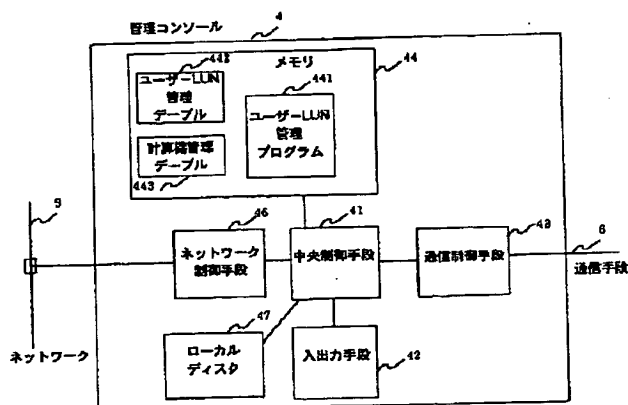 管理コンソール
4
メモリ
44
442
ユーザーLUN
管理
テーブル
441
ユーザーLUN
管理
プログラム
計算機管理
テーブル
443
9
46
41
43
6
ネットワーク
制御手段
中央制御手段
通信制御手段
通信手段
47
ローカル
ディスク
入出力手段
42
ネットワーク